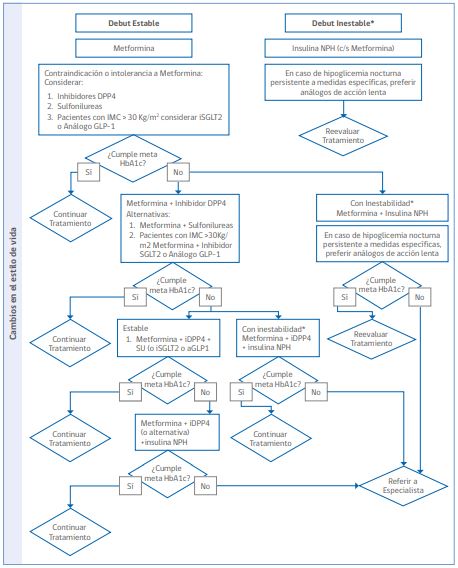 Cambios en el estilo de vida
Debut Estable
Debut Inestable*
Metformina
Insulina NPH (c/s Metformina)
Contraindicación o intolerancia a Metformina:
Considerar:
1. Inhibidores DPP4
2. Sulfonilureas
3. Pacientes con IMC > 30 Kg/m² considerar iSGLT2
o Análogo GLP-1
En caso de hipoglicemia nocturna
persistente a medidas específicas, preferir
análogos de acción lenta
Reevaluar
Tratamiento
¿Cumple meta
HbA1c?
Sí
No
Continuar
Tratamiento
Metformina + Inhibidor DPP4
Alternativas:
1. Metformina + Sulfonilureas
2. Pacientes con IMC >30Kg/
m2 Metformina + Inhibidor
SGLT2 o Análogo GLP-1
Con Inestabilidad*
Metformina + Insulina NPH
En caso de hipoglicemia nocturna
persistente a medidas específicas,
preferir análogos de acción lenta
¿Cumple
meta HbA1c?
Sí
No
¿Cumple
meta HbA1c?
Sí
No
Continuar
Tratamiento
Estable
1. Metformina + iDPP4 +
SU (o iSGLT2 o aGLP1
Con inestabilidad*
Metformina + iDPP4
+ insulina NPH
Reevaluar
Tratamiento
¿Cumple
meta HbA1c?
Sí
No
¿Cumple
meta HbA1c?
Sí
No
Continuar
Tratamiento
Metformina + iDPP4
(o alternativa)
+insulina NPH
Continuar
Tratamiento
¿Cumple
meta HbA1c?
Sí
No
Referir a
Especialista
Continuar
Tratamiento